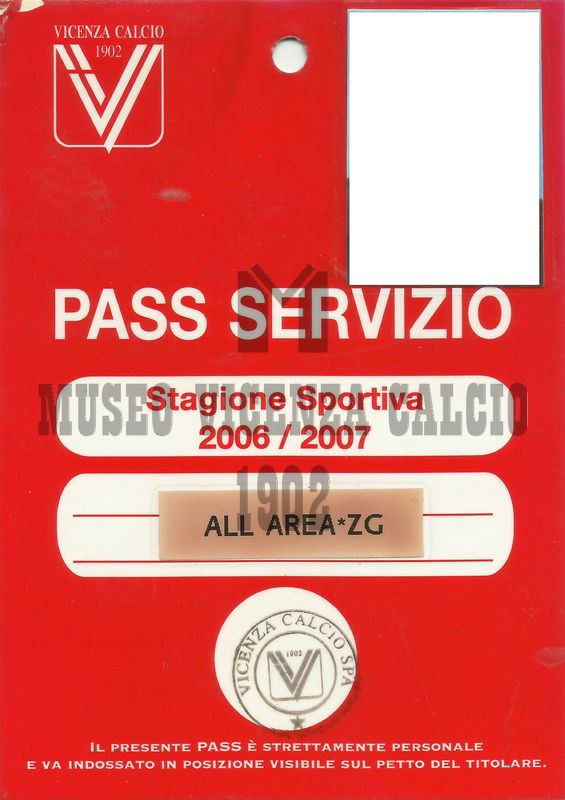 VICENZA CALCIO
1902
PASS SERVIZIO
M
Stagione Sportiva
2006 / 2007
MUSEO VICENZA CALCIO
1902
ALL AREA*ZG
VICENZA CALCIO SPA
1902
IL PRESENTE PASS È STRETTAMENTE PERSONALE
E VA INDOSSATO IN POSIZIONE VISIBILE SUL PETTO DEL TITOLARE.